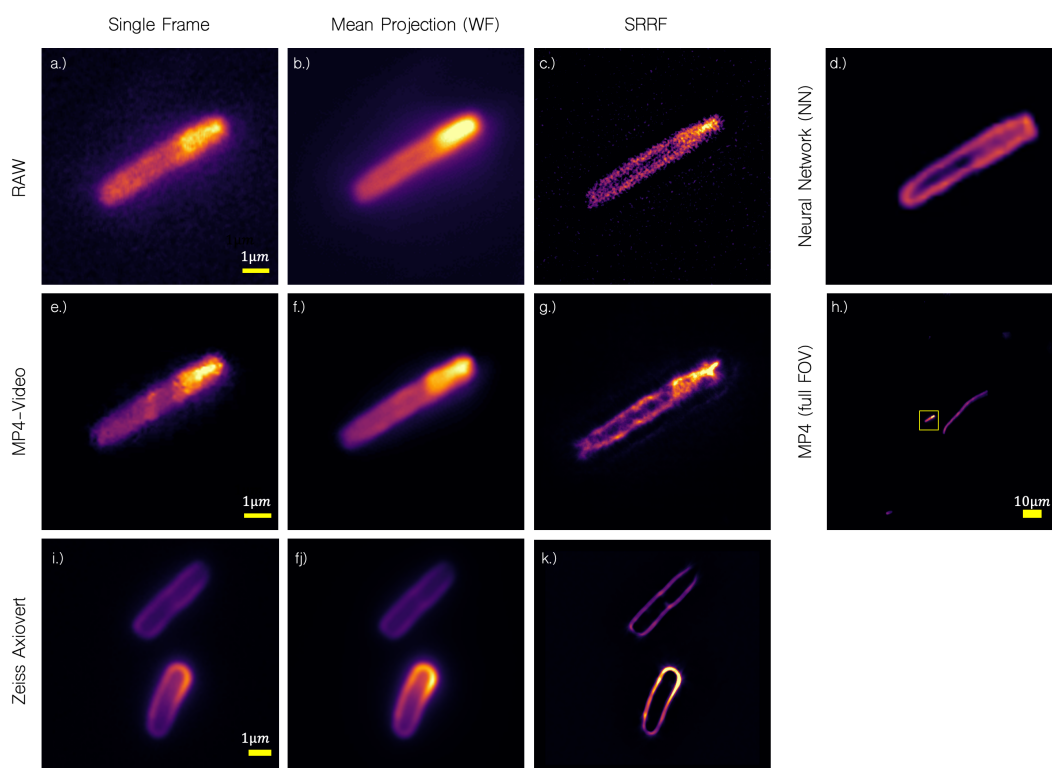 Single Frame
Mean Projection (WF)
SRRF
RAW
a.)
1μm
b.)
c.)
Neural Network (NN)
d.)
MP4-Video
e.)
1μm
f.)
g.)
MP4 (full FOV)
h.)
10μm
Zeiss Axiovert
i.)
1μm
fj)
k.)